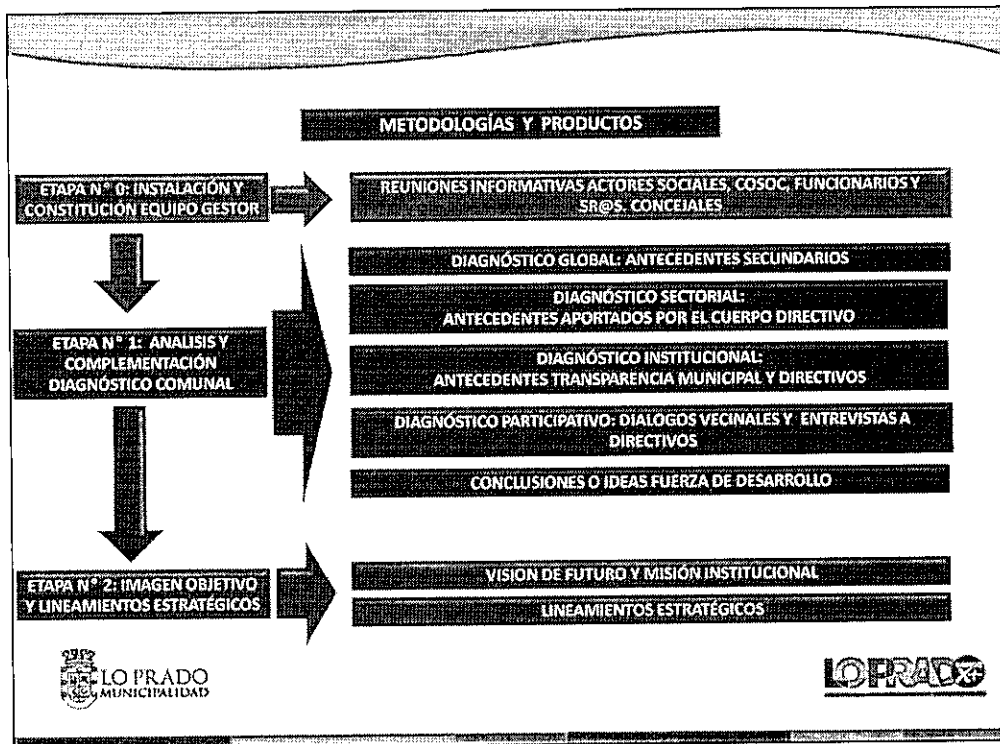 METODOLOGÍAS Y PRODUCTOS
ETAPA N° 0: INSTALACIÓN Y
CONSTITUCIÓN EQUIPO GESTOR
REUNIONES INFORMATIVAS ACTORES SOCIALES, COSOC, FUNCIONARIOS Y
SR@S. CONCEJALES
ETAPA N° 1: ANALISIS Y
COMPLEMENTACIÓN
DIAGNÓSTICO COMUNAL
DIAGNÓSTICO GLOBAL: ANTECEDENTES SECUNDARIOS
DIAGNÓSTICO SECTORIAL:
ANTECEDENTES APORTADOS POR EL CUERPO DIRECTIVO
DIAGNÓSTICO INSTITUCIONAL:
ANTECEDENTES TRANSPARENCIA MUNICIPAL Y DIRECTIVOS
DIAGNÓSTICO PARTICIPATIVO: DIALOGOS VECINALES Y ENTREVISTAS A
DIRECTIVOS
CONCLUSIONES O IDEAS FUERZA DE DESARROLLO
ETAPA N° 2: IMAGEN OBJETIVO
Y LINEAMIENTOS ESTRATÉGICOS
VISION DE FUTURO Y MISIÓN INSTITUCIONAL
LINEAMIENTOS ESTRATÉGICOS
LO PRADO
MUNICIPALIDAD
LO PRADO